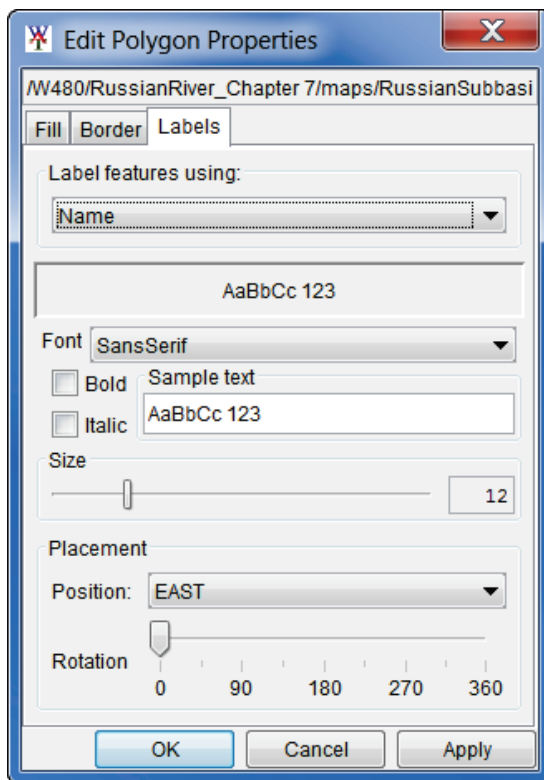 Edit Polygon Properties
X
/W480/RussianRiver_Chapter 7/maps/RussianSubbasi
Fill Border Labels
Label features using:
Name
AaBbCc 123
Font SansSerif
Bold Sample text
Italic AaBbCc 123
Size
12
Placement
Position: EAST
Rotation
0 90 180 270 360
OK Cancel Apply